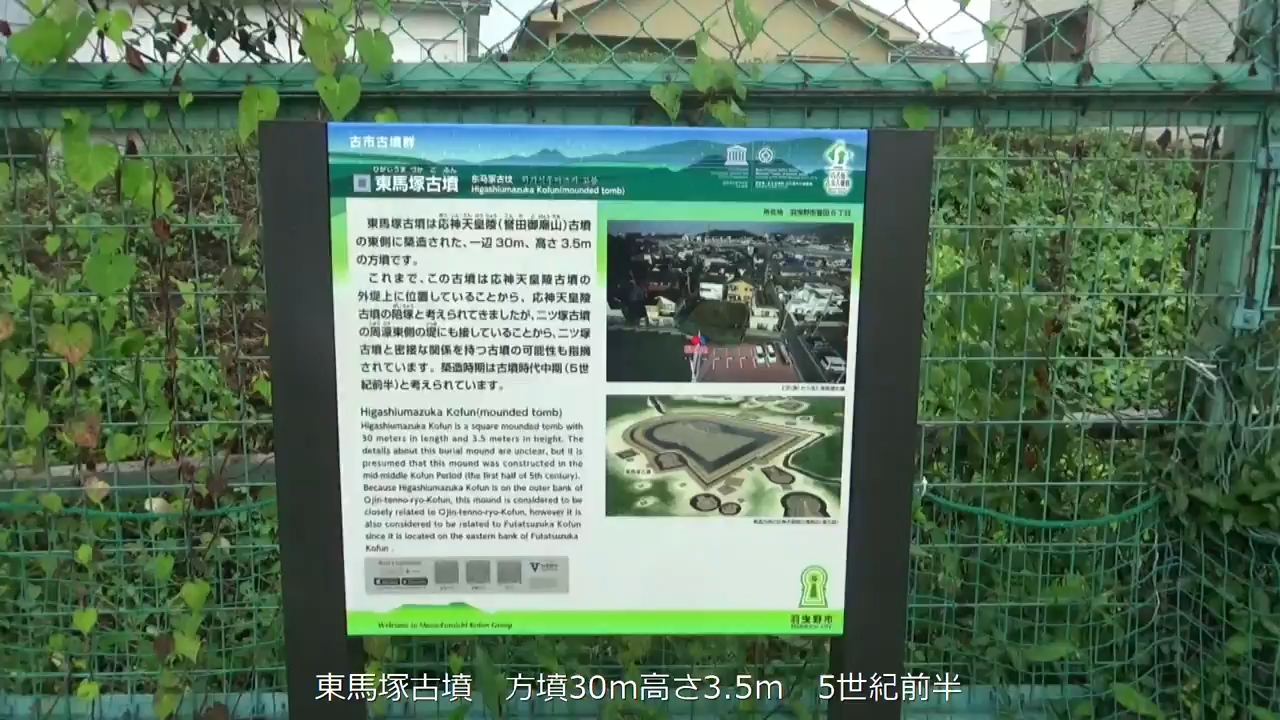 古市古墳群
ひがしうま づか こ ふん
東馬塚古墳
东马塚古坟
Higashiumazuka Kofun(mounded tomb)
東馬塚古墳は応神天皇陵(誉田御廟山)古墳
の東側に築造された、一辺30m、高さ3.5m
の方墳です。
これまで、この古墳は応神天皇陵古墳の
外堤上に位置していることから、応神天皇陵
古墳の陪塚と考えられてきましたが、二ツ塚古墳
の周濠東側の堤にも接していることから、二ツ塚
古墳と密接な関係を持つ古墳の可能性も指摘
されています。築造時期は古墳時代中期(5世
紀前半)と考えられています。
Higashiumazuka Kofun(mounded tomb)
Higashiumazuka Kofun is a square mounded tomb with
30 meters in length and 3.5 meters in height. The
details about this burial mound are unclear, but it is
presumed that this mound was constructed in the
mid-middle Kofun Period (the first half of 5th century).
Because Higashiumazuka Kofun is on the outer bank of
Ojin-tenno-ryo-Kofun, this mound is considered to be
closely related to Ojin-tenno-ryo-Kofun, however it is
also considered to be related to Futatsuzuka Kofun
since it is located on the eastern bank of Futatsuzuka
Kofun .
羽曳野市
東馬塚古墳　方墳30m高さ3.5m　5世紀前半